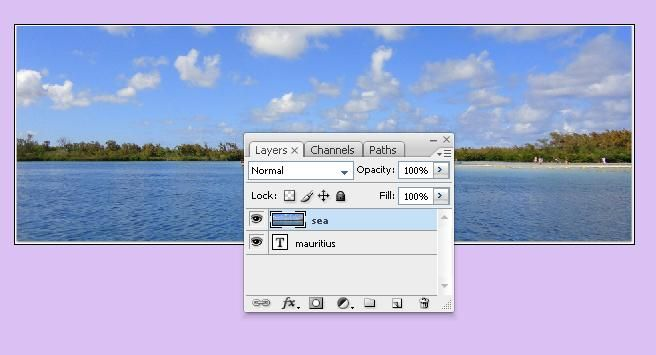 Layers Channels Paths
Normal Opacity: 100%
Lock: Fill: 100%
sea
T mauritius
fx